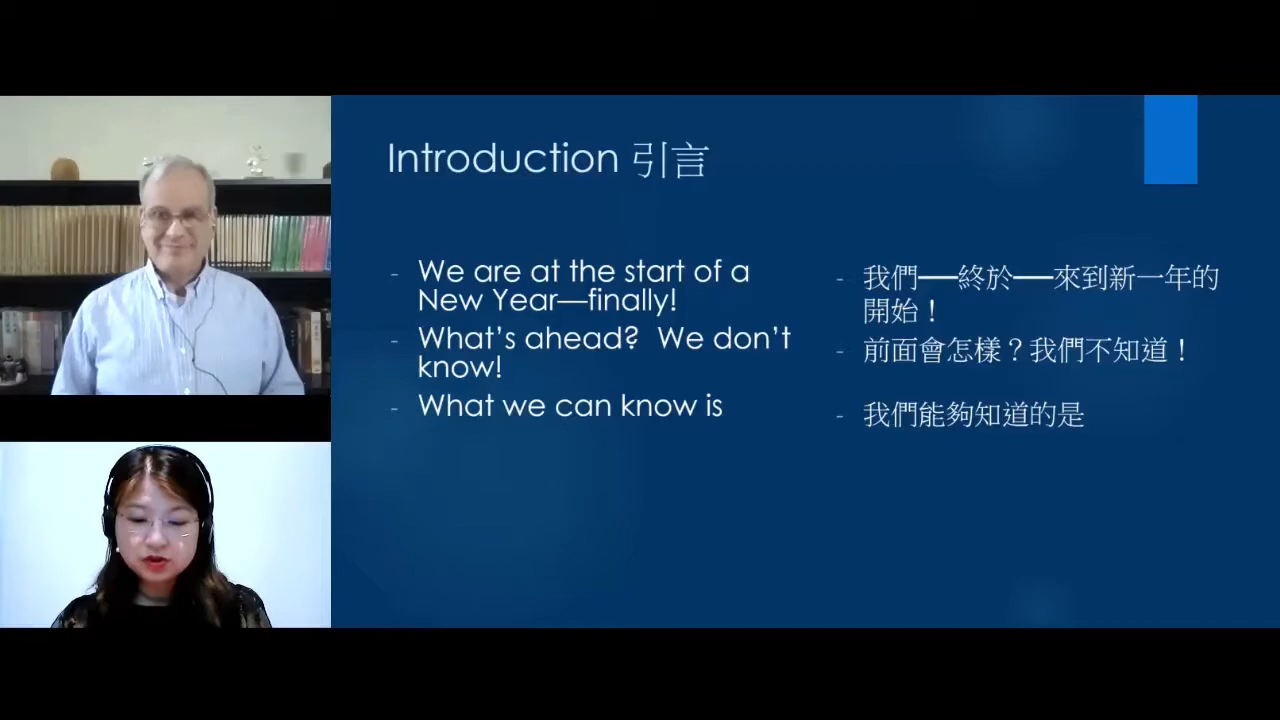 Introduction 引言
- We are at the start of a
New Year—finally!
- What's ahead?  We don't
know!
- What we can know is
- 我們──終於──來到新一年的
開始！
- 前面會怎樣？我們不知道！
- 我們能夠知道的是